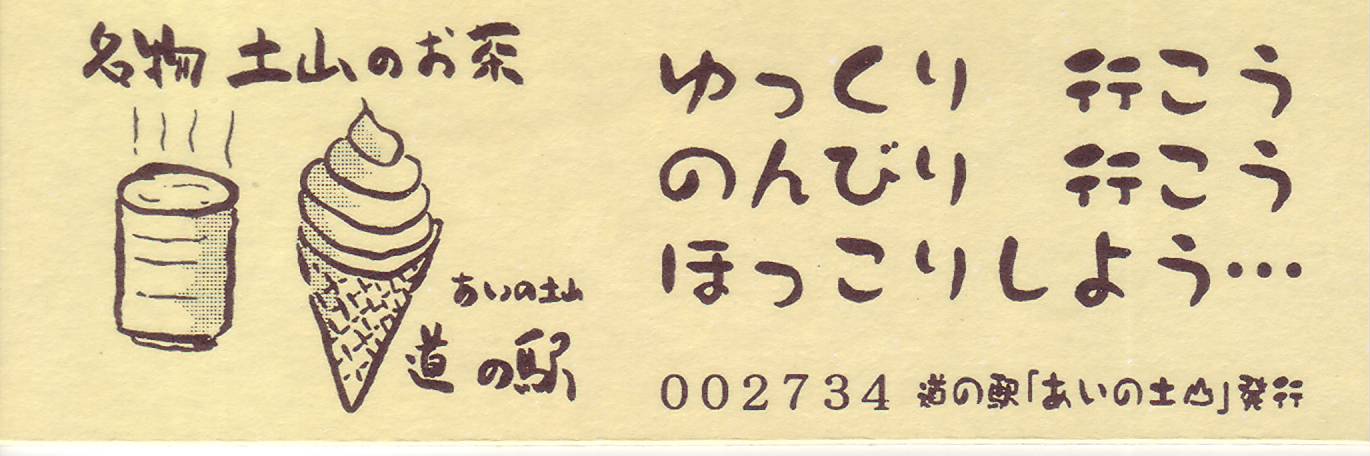 名物 土山のお茶
あいの土山
道の駅
ゆっくり 行こう
のんびり 行こう
ほっこりしよう…
002734 道の駅「あいの土山」発行